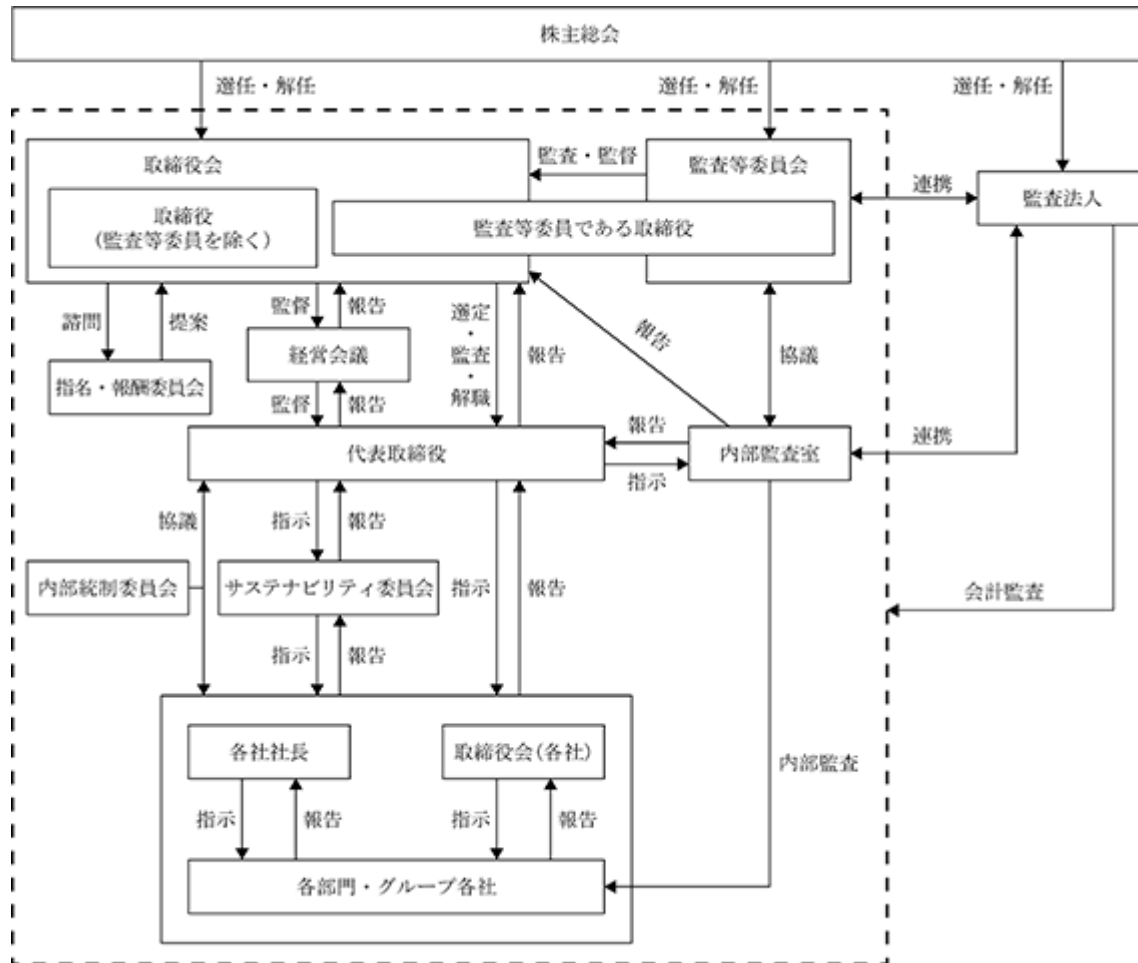 株主総会
選任・解任
選任・解任
選任・解任
取締役会
監査・監督
監査等委員会
連携
監査法人
取締役
(監査等委員を除く)
監査等委員である取締役
諮問
提案
監督
報告
選定・監査・解職
報告
報告
協議
経営会議
指名・報酬委員会
監督
報告
代表取締役
報告
指示
内部監査室
連携
協議
指示
報告
内部統制委員会
サステナビリティ委員会
指示
報告
会計監査
指示
報告
各社社長
取締役会(各社)
内部監査
指示
報告
指示
報告
各部門・グループ各社